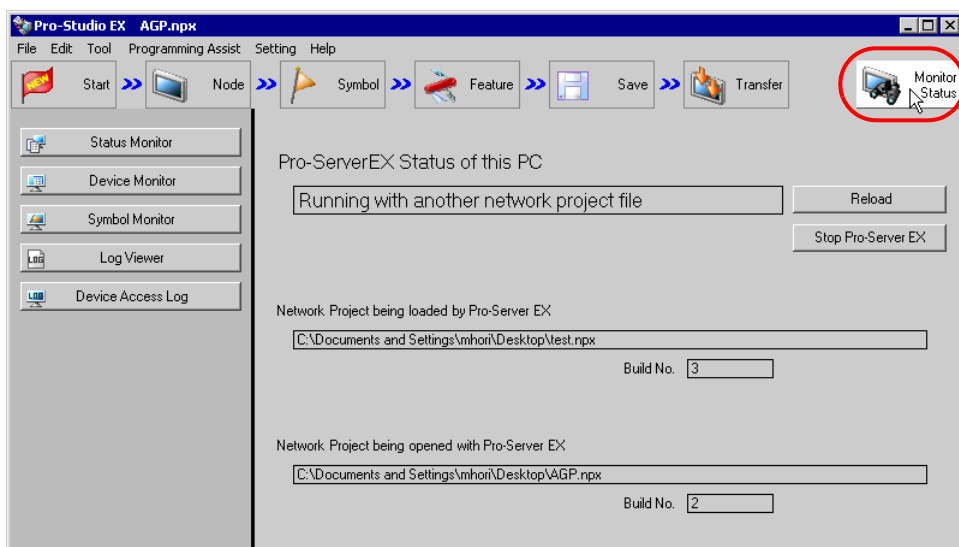 Pro-Studio EX AGP.npx
File Edit Tool Programming Assist Setting Help
NEW Start Node Symbol Feature Save Transfer Monitor Status
Status Monitor
Device Monitor
Symbol Monitor
LOG Log Viewer
LOG Device Access Log
Pro-ServerEX Status of this PC
Running with another network project file
Reload
Stop Pro-Server EX
Network Project being loaded by Pro-Server EX
C:\Documents and Settings\mhori\Desktop\test.npx
Build No. 3
Network Project being opened with Pro-Server EX
C:\Documents and Settings\mhori\Desktop\AGP.npx
Build No. 2